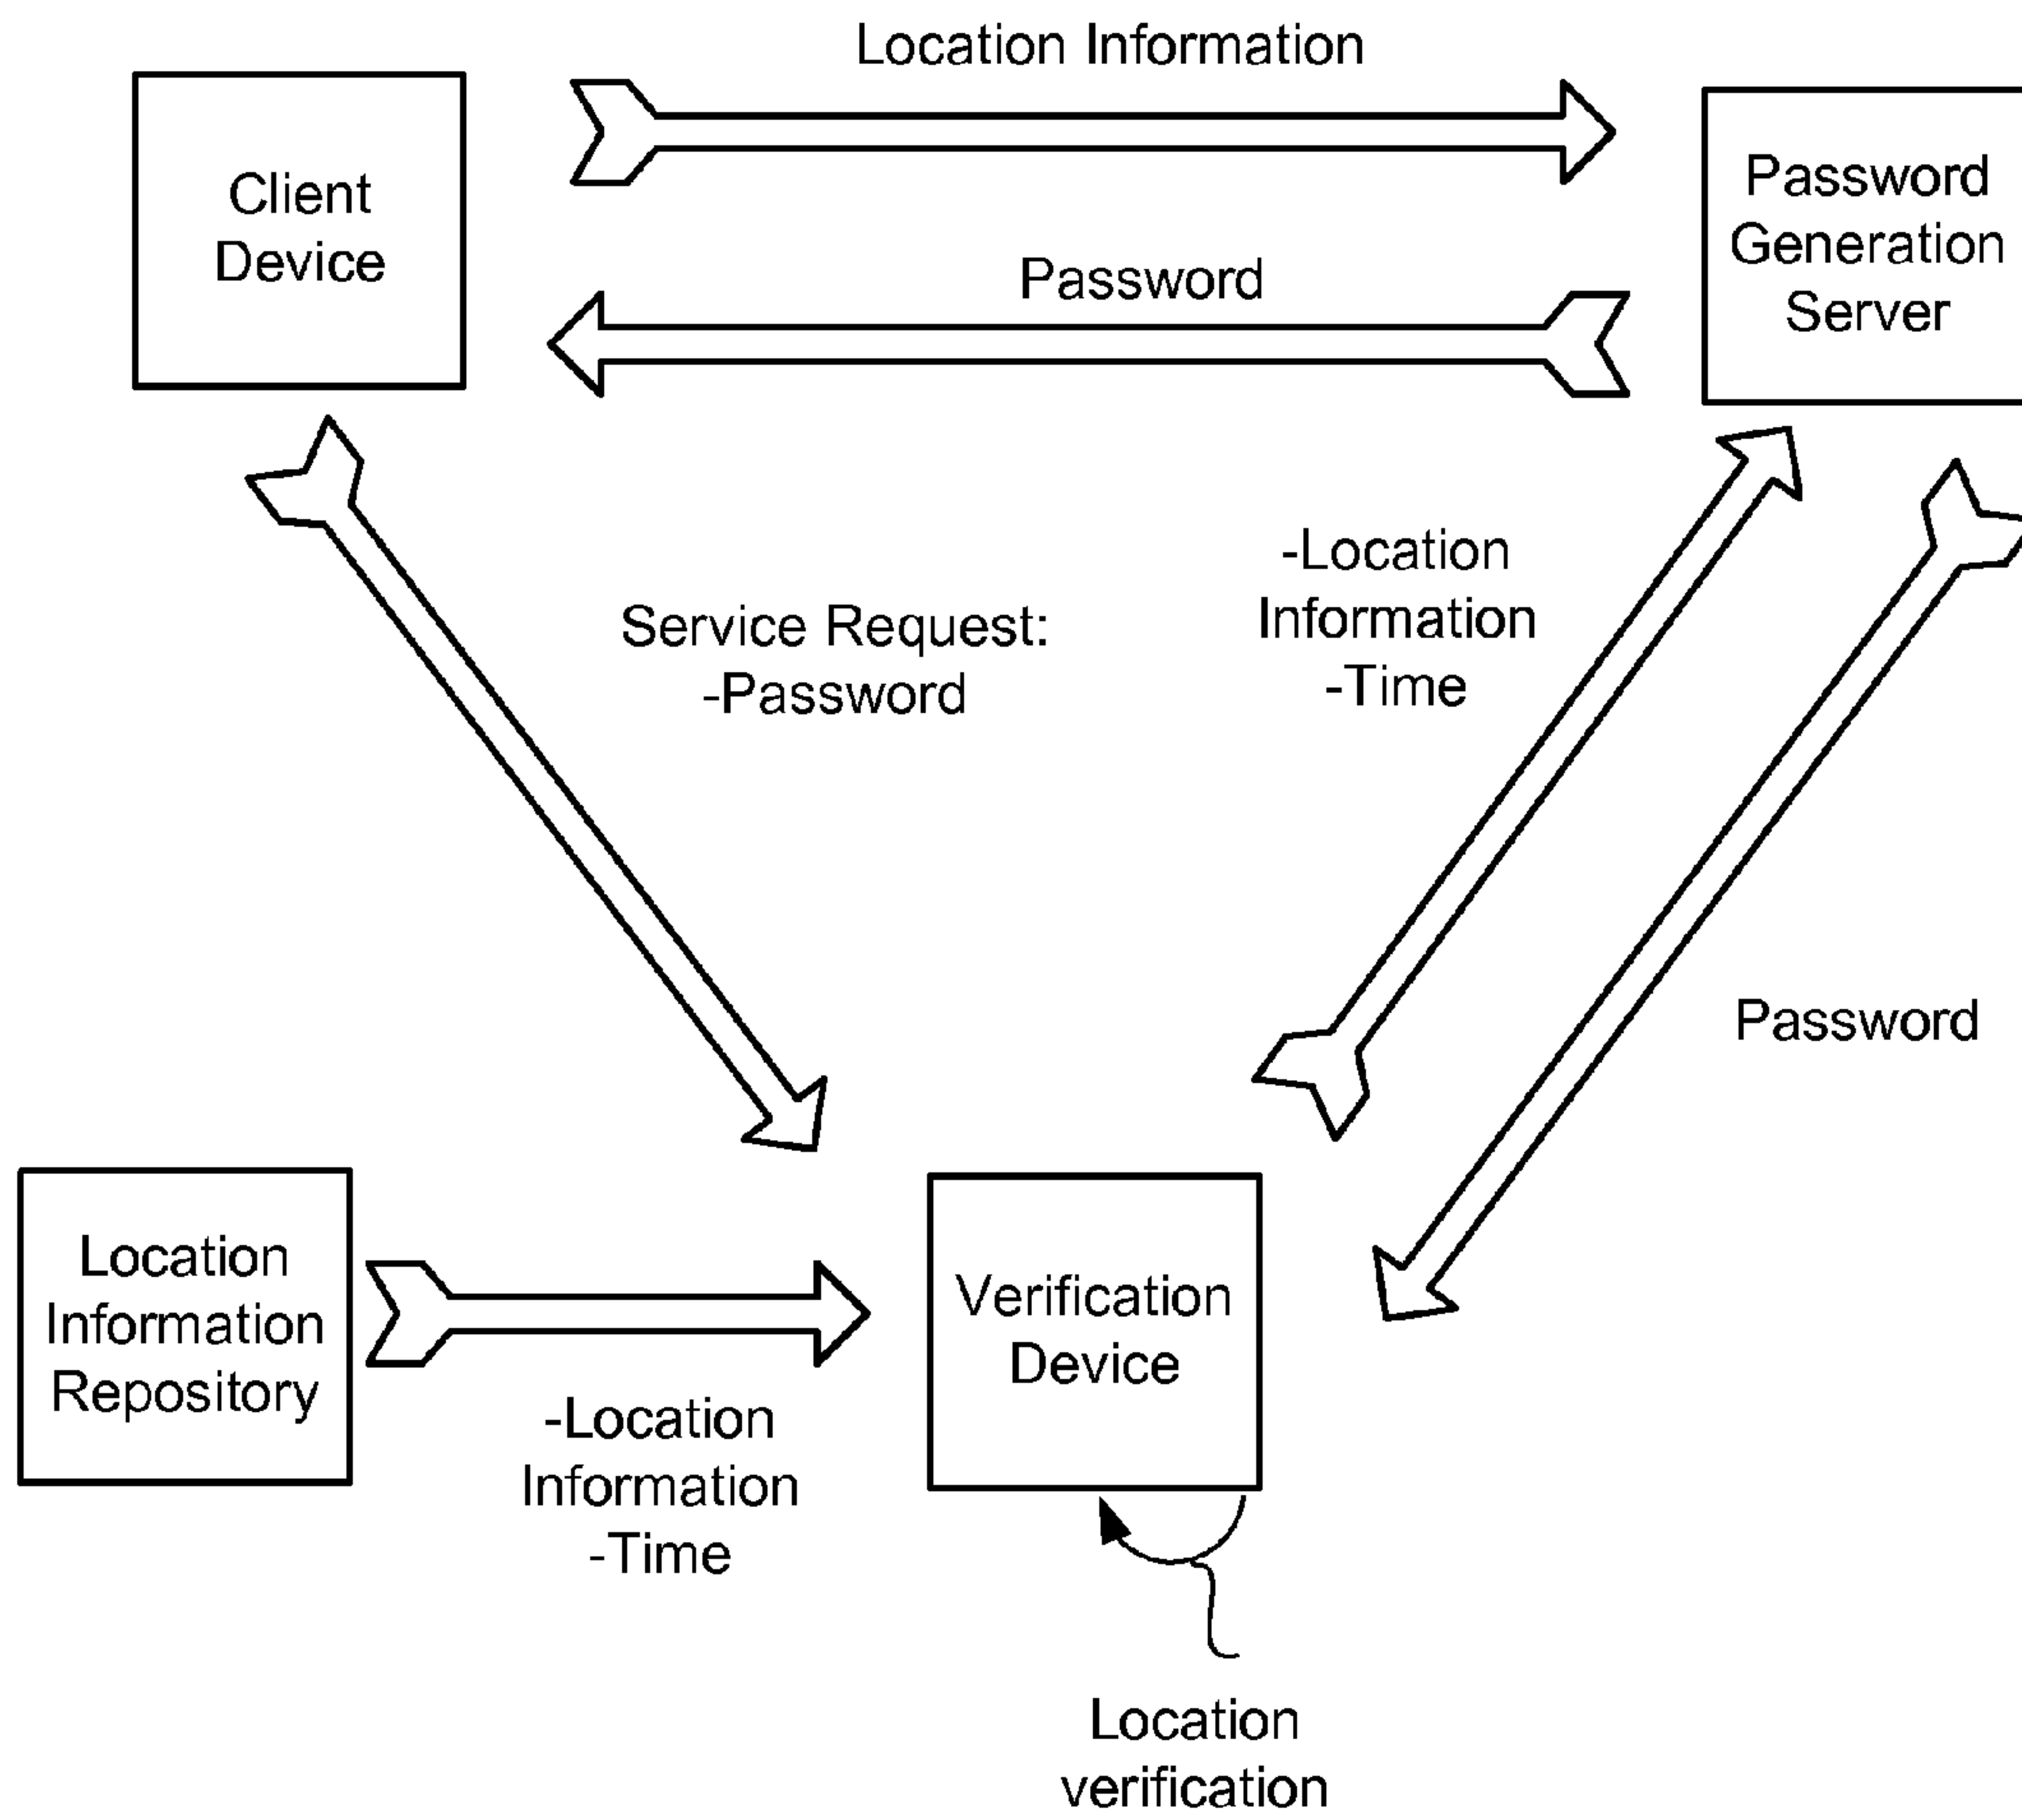 Location Information
Client
Device
Password
Generation
Server
Password
Service Request:
-Password
-Location
Information
-Time
Password
Location
Information
Repository
-Location
Information
-Time
Verification
Device
Location
verification